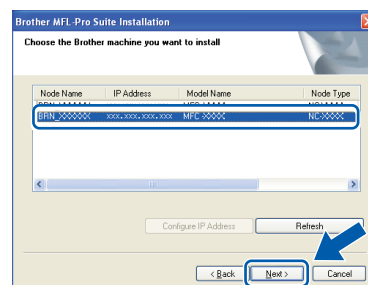 Brother MFL-Pro Suite Installation
Choose the Brother machine you want to install
Node Name IP Address Model Name Node Type
BRN_XXXXXX xxx.xxx.xxx.xxx MFC-XXXX NC-XXXX
Configure IP Address Refresh
< Back Next > Cancel